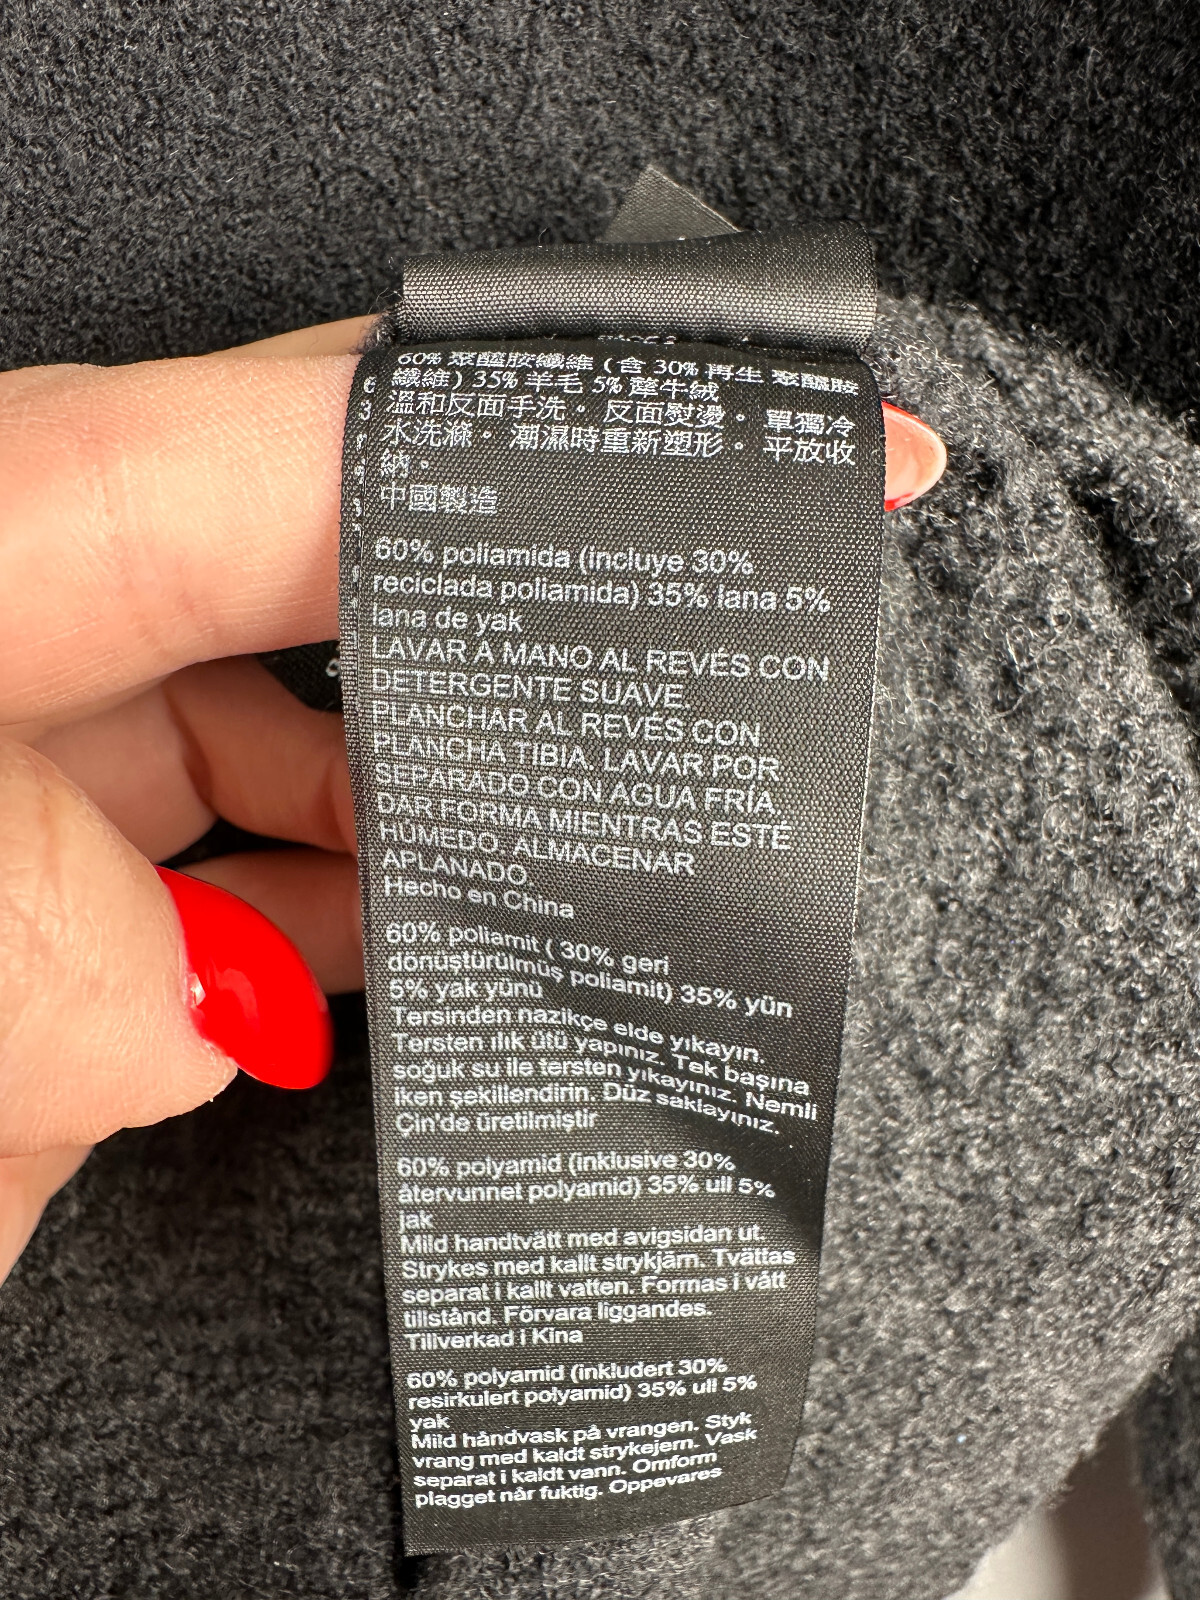 60% 聚醯胺纖維 (含 30% 再生 聚醯胺
纖維) 35% 羊毛 5% 犛牛絨
溫和反面手洗。 反面熨燙。 單獨冷
水洗滌。 潮濕時重新塑形。 平放收
納。
中國製造
60% poliamida (incluye 30%
reciclada poliamida) 35% lana 5%
lana de yak
LAVAR A MANO AL REVÉS CON
DETERGENTE SUAVE.
PLANCHAR AL REVÉS CON
PLANCHA TIBIA. LAVAR POR
SEPARADO CON AGUA FRÍA
DAR FORMA MIENTRAS ESTE
HÚMEDO. ALMACENAR
APLANADO.
Hecho en China
60% poliamit ( 30% geri
dönüştürülmüş poliamit) 35% yün
5% yak yünü
Tersinden nazikçe elde yıkayın.
Tersten ılık ütü yapınız. Tek başına
soğuk su ile tersten yıkayınız. Nemli
iken şekillendirin. Düz saklayınız.
Çin'de üretilmiştir
60% polyamid (inklusive 30%
återvunnet polyamid) 35% ull 5%
jak
Mild handtvätt med avigsidan ut.
Strykes med kallt strykjärn. Tvättas
separat i kallt vatten. Formas i vått
tillstånd. Förvara liggandes.
Tillverkad i Kina
60% polyamid (inkludert 30%
resirkulert polyamid) 35% ull 5%
yak
Mild håndvask på vrangen. Styk
vrang med kaldt strykejern. Vask
separat i kaldt vann. Omform
plagget når fuktig. Oppevares